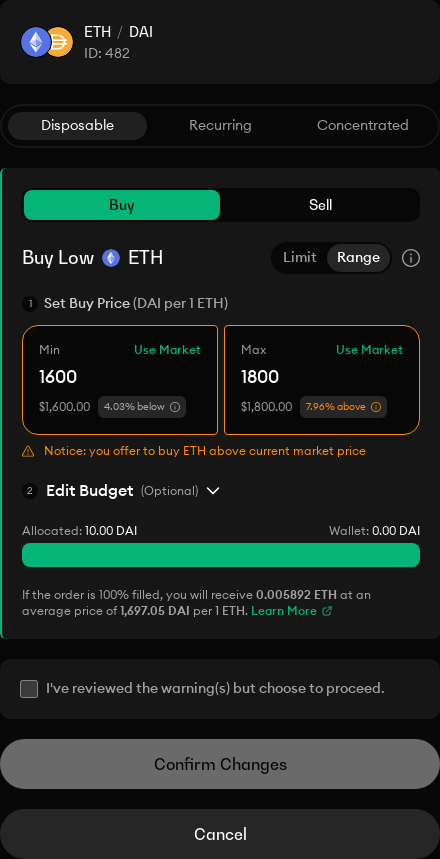 ETH / DAI
ID: 482
Disposable Recurring Concentrated
Buy Sell
Buy Low ETH Limit Range
1 Set Buy Price (DAI per 1 ETH)
Min Use Market Max Use Market
1600 1800
$1,600.00 4.03% below $1,800.00 7.96% above
Notice: you offer to buy ETH above current market price
2 Edit Budget (Optional)
Allocated: 10.00 DAI Wallet: 0.00 DAI
If the order is 100% filled, you will receive 0.005892 ETH at an
average price of 1,697.05 DAI per 1 ETH. Learn More
I've reviewed the warning(s) but choose to proceed.
Confirm Changes
Cancel